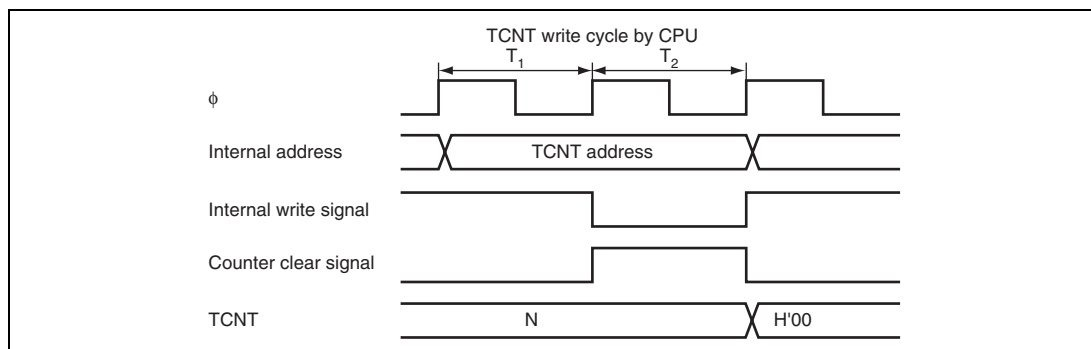 TCNT write cycle by CPU
T1 T2
φ
Internal address TCNT address
Internal write signal
Counter clear signal
TCNT N H'00